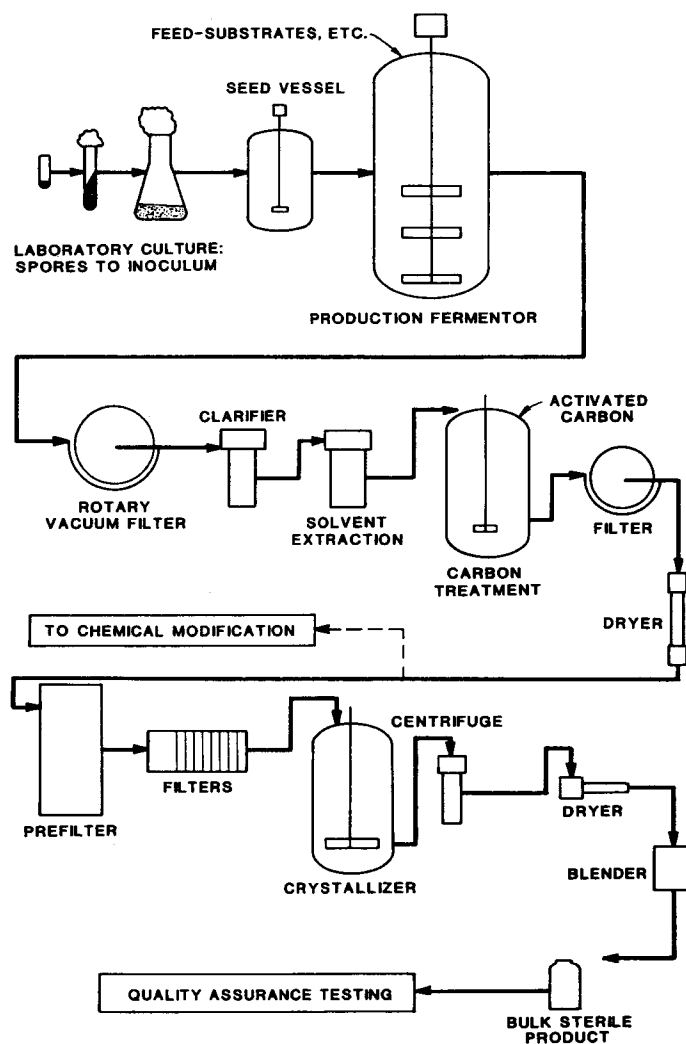 FEED-SUBSTRATES, ETC.
SEED VESSEL
LABORATORY CULTURE:
SPORES TO INOCULUM
PRODUCTION FERMENTOR
CLARIFIER
ACTIVATED
CARBON
ROTARY
VACUUM FILTER
SOLVENT
EXTRACTION
FILTER
CARBON
TREATMENT
DRYER
TO CHEMICAL MODIFICATION
CENTRIFUGE
FILTERS
DRYER
PREFILTER
CRYSTALLIZER
BLENDER
QUALITY ASSURANCE TESTING
BULK STERILE
PRODUCT